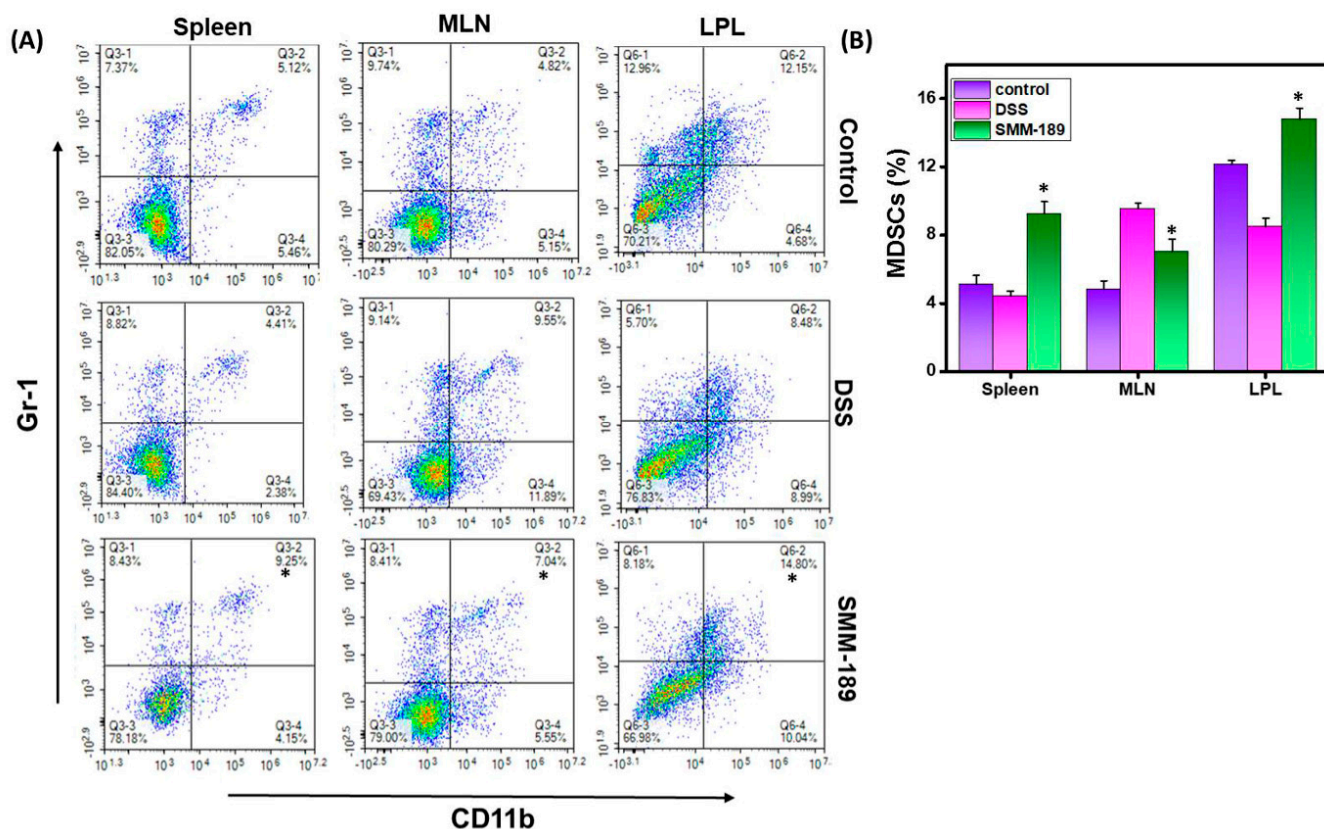 (A)
Spleen
MLN
LPL
Q3-1
7.37%
Q3-2
5.12%
Q3-3
82.05%
Q3-4
5.46%
Q3-1
9.74%
Q3-2
4.82%
Q3-3
80.29%
Q3-4
5.15%
Q6-1
12.96%
Q6-2
12.15%
Q6-3
70.21%
Q6-4
4.68%
Control
Q3-1
8.82%
Q3-2
4.41%
Q3-3
84.40%
Q3-4
2.38%
Q3-1
9.14%
Q3-2
9.55%
Q3-3
69.43%
Q3-4
11.89%
Q6-1
5.70%
Q6-2
8.48%
Q6-3
76.83%
Q6-4
8.99%
DSS
Q3-1
8.43%
Q3-2
9.25%
*
Q3-3
78.18%
Q3-4
4.15%
Q3-1
8.41%
Q3-2
7.04%
*
Q3-3
79.00%
Q3-4
5.55%
Q6-1
8.18%
Q6-2
14.80%
*
Q6-3
66.98%
Q6-4
10.04%
SMM-189
Gr-1
CD11b
(B)
control
DSS
SMM-189
MDSCs (%)
16
12
8
4
0
*
*
*
Spleen
MLN
LPL